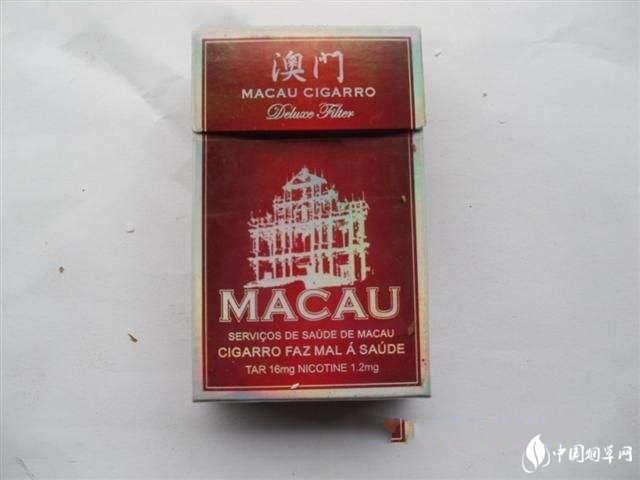 澳门
MACAU CIGARRO
Deluxe Filter
MACAU
SERVIÇOS DE SAÚDE DE MACAU
CIGARRO FAZ MAL Á SAÚDE
TAR 16mg NICOTINE 1.2mg
中国烟草网